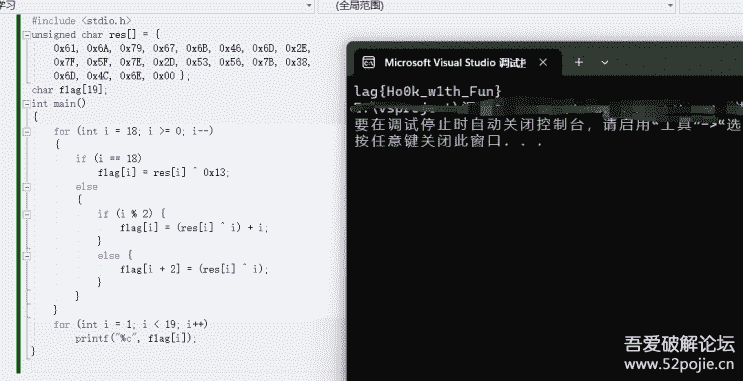 学习
(全局范围)
#include <stdio.h>
unsigned char res[] = {
0x61, 0x6A, 0x79, 0x67, 0x6B, 0x46, 0x6D, 0x2E,
0x7F, 0x5F, 0x7E, 0x2D, 0x53, 0x56, 0x7B, 0x38,
0x6D, 0x4C, 0x6E, 0x00 };
char flag[19];
int main()
{
for (int i = 18; i >= 0; i--)
{
if (i == 18)
flag[i] = res[i] ^ 0x13;
else
{
if (i % 2) {
flag[i] = (res[i] ^ i) + i;
}
else {
flag[i + 2] = (res[i] ^ i);
}
}
}
for (int i = 1; i < 19; i++)
printf("%c", flag[i]);
}
Microsoft Visual Studio 调试
lag{Ho0k_w1th_Fun}
要在调试停止时自动关闭控制台，请启用“工具”->“选
按任意键关闭此窗口. . .
吾爱破解论坛
www.52pojie.cn